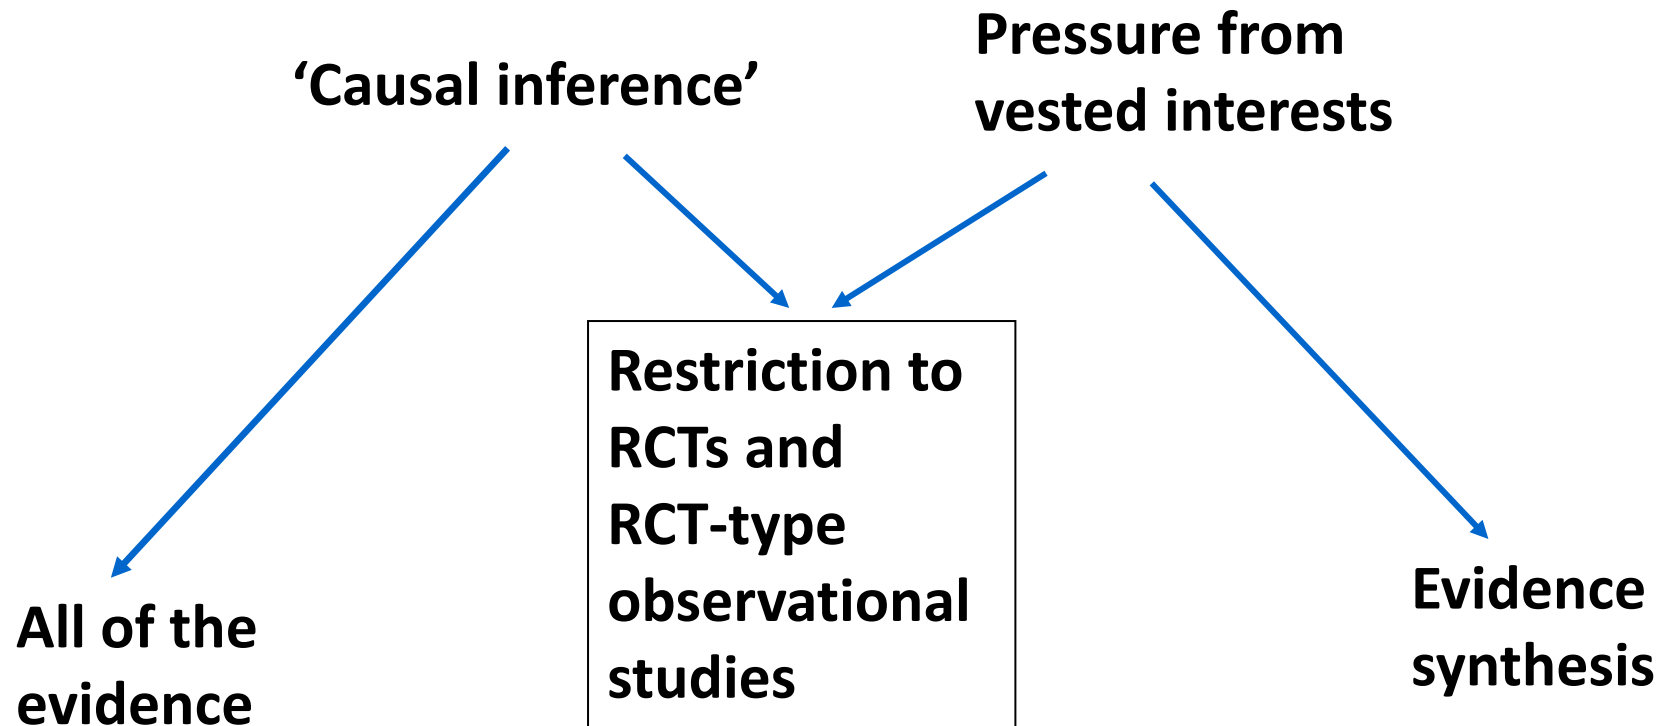 ‘Causal inference’
Pressure from
vested interests
Restriction to
RCTs and
RCT-type
observational
studies
All of the
evidence
Evidence
synthesis